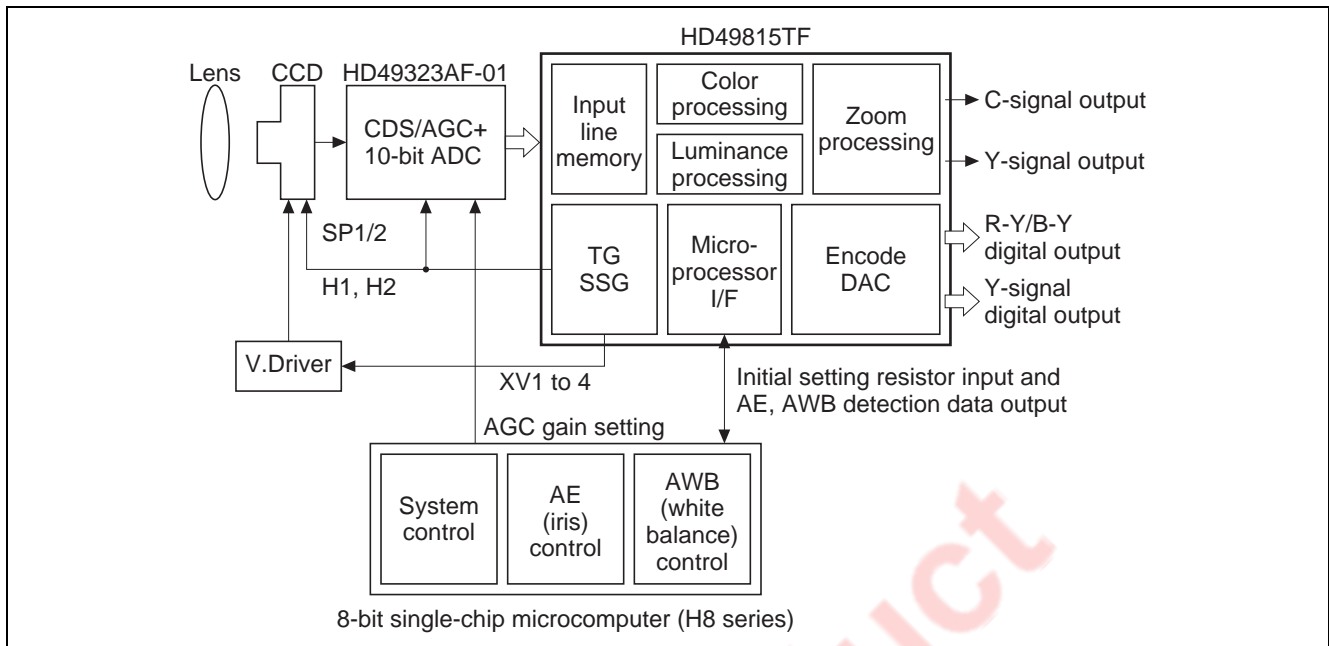 HD49815TF
Lens
CCD
HD49323AF-01
CDS/AGC+
10-bit ADC
Input
line
memory
Color
processing
Luminance
processing
Zoom
processing
C-signal output
Y-signal output
SP1/2
H1, H2
TG
SSG
Micro-
processor
I/F
Encode
DAC
R-Y/B-Y
digital output
Y-signal
digital output
V.Driver
XV1 to 4
Initial setting resistor input and
AE, AWB detection data output
AGC gain setting
System
control
AE
(iris)
control
AWB
(white
balance)
control
8-bit single-chip microcomputer (H8 series)
uct